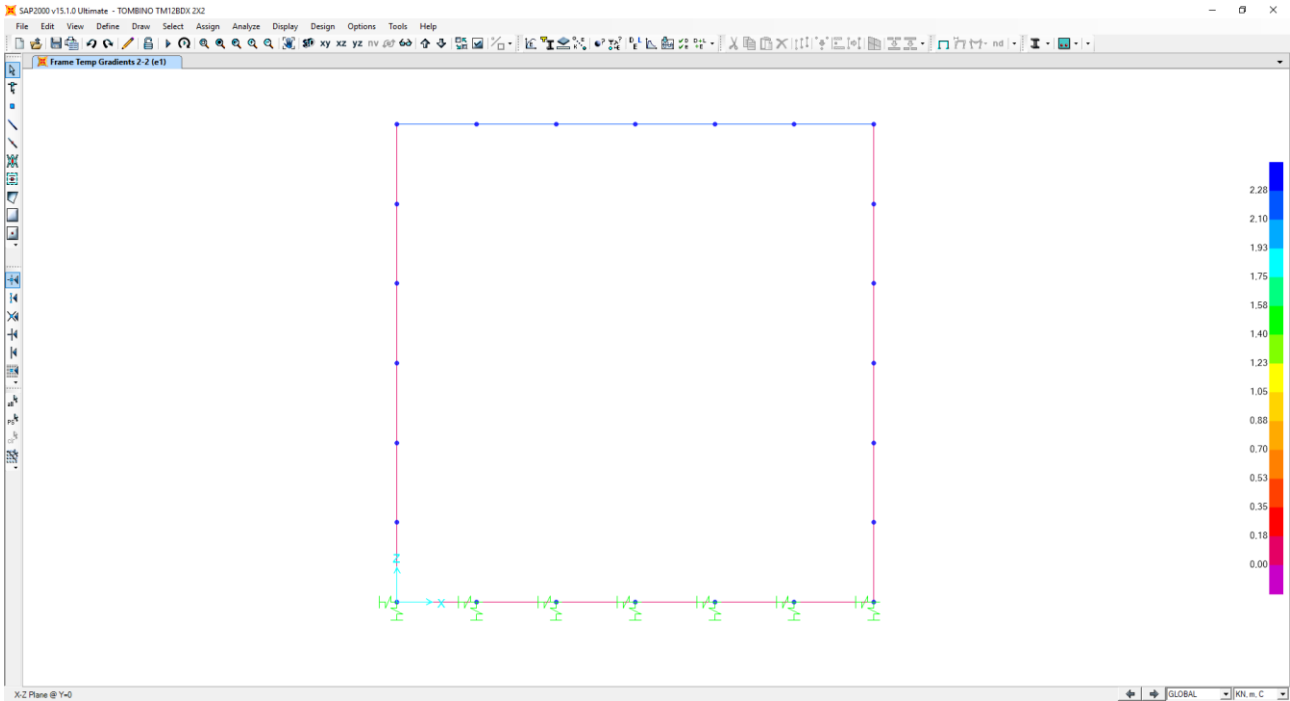 SAP2000 v15.1.0 Ultimate - TOMBINO TM12BDX 2X2
File Edit View Define Draw Select Assign Analyze Display Design Options Tools Help
xy xz yz nv nd
Frame Temp Gradients 2-2 (e1)
2.28
2.10
1.93
1.75
1.58
1.40
1.23
1.05
0.88
0.70
0.53
0.35
0.18
0.00
all
PS
clr
Z
X
X-Z Plane @ Y=0
GLOBAL
KN, m, C